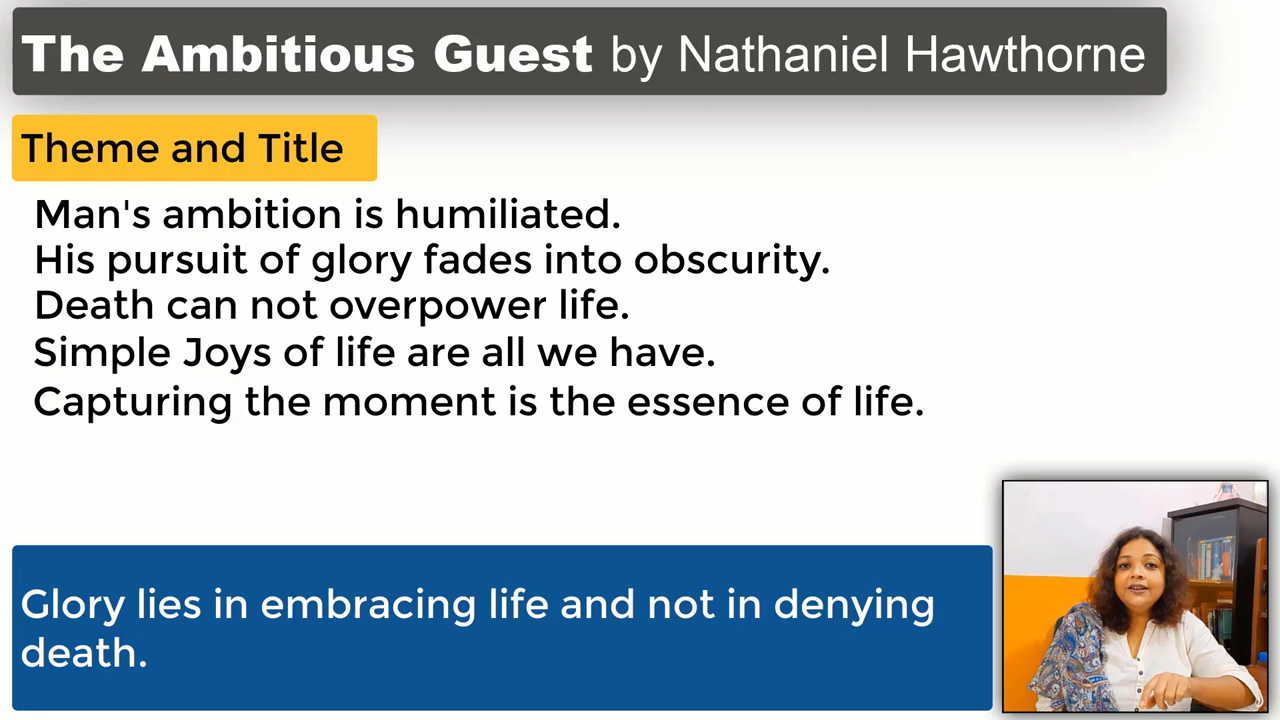 The Ambitious Guest by Nathaniel Hawthorne
Theme and Title
Man's ambition is humiliated.
His pursuit of glory fades into obscurity.
Death can not overpower life.
Simple Joys of life are all we have.
Capturing the moment is the essence of life.
Glory lies in embracing life and not in denying
death.